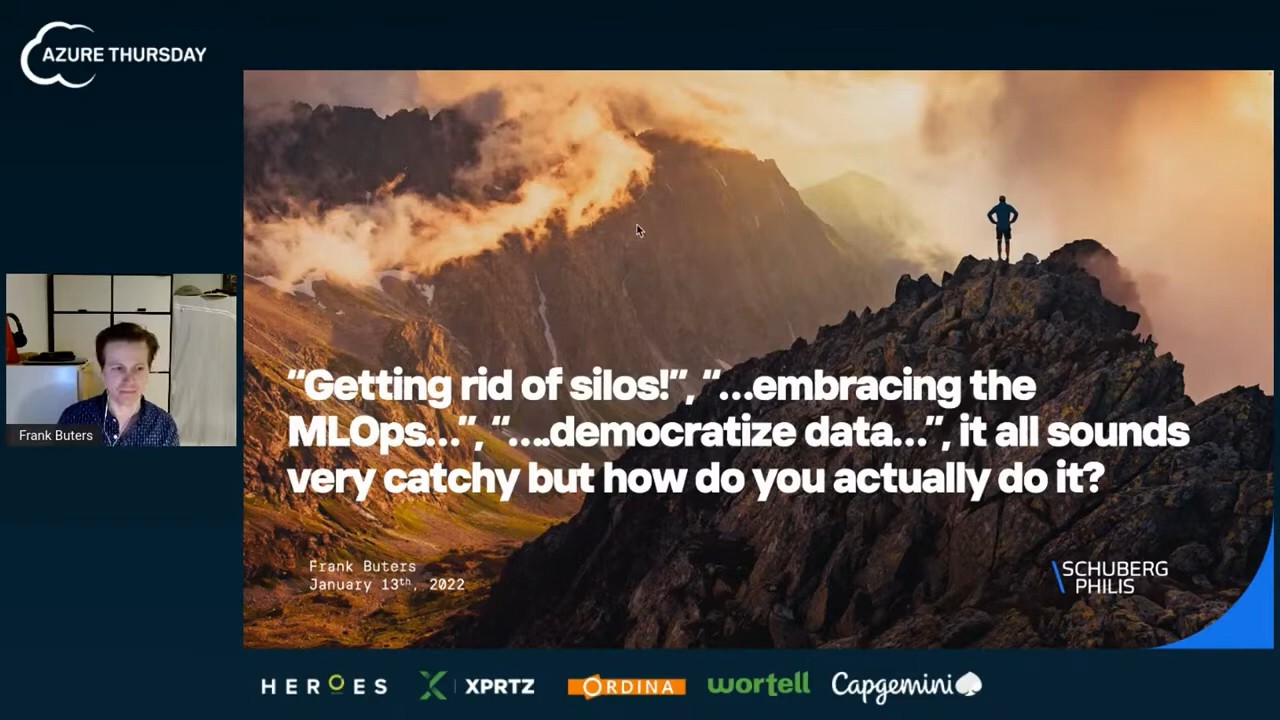 AZURE THURSDAY
“Getting rid of silos!”, “...embracing the
MLOps...”, “....democratize data...”, it all sounds
very catchy but how do you actually do it?
Frank Buters
Frank Buters
January 13th, 2022
SCHUBERG
PHILIS
HEROES
XPRTZ
ORDINA
wortell
Capgemini